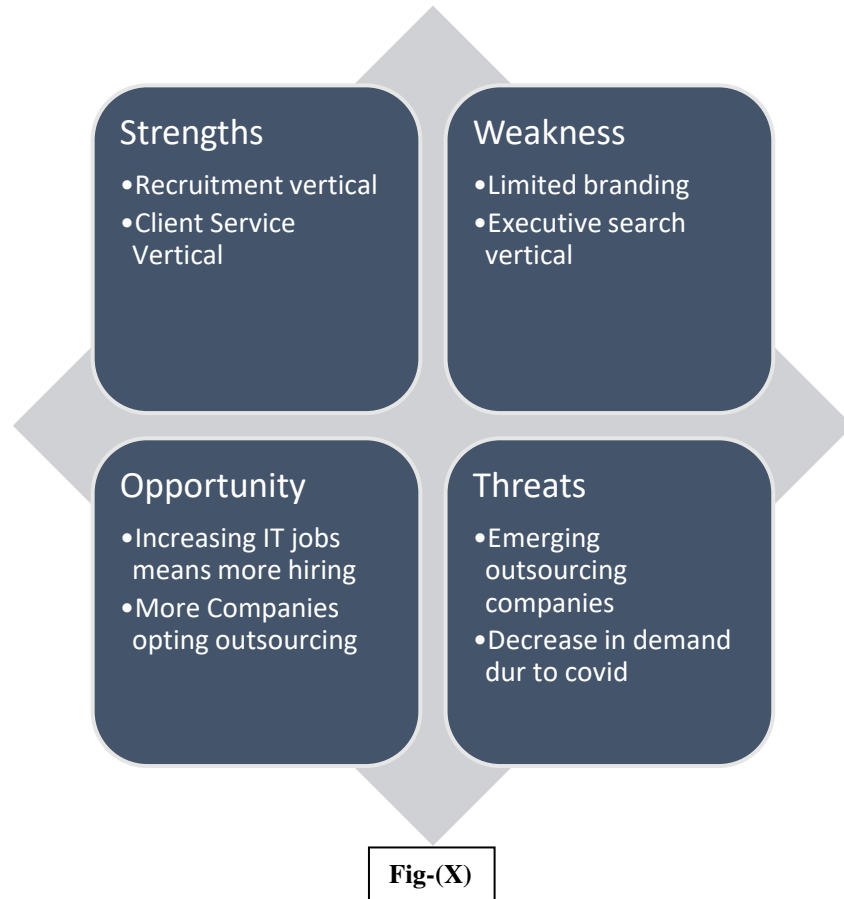 Strengths
•Recruitment vertical
•Client Service
Vertical
Weakness
•Limited branding
•Executive search
vertical
Opportunity
•Increasing IT jobs
means more hiring
•More Companies
opting outsourcing
Threats
•Emerging
outsourcing
companies
•Decrease in demand
dur to covid
Fig-(X)